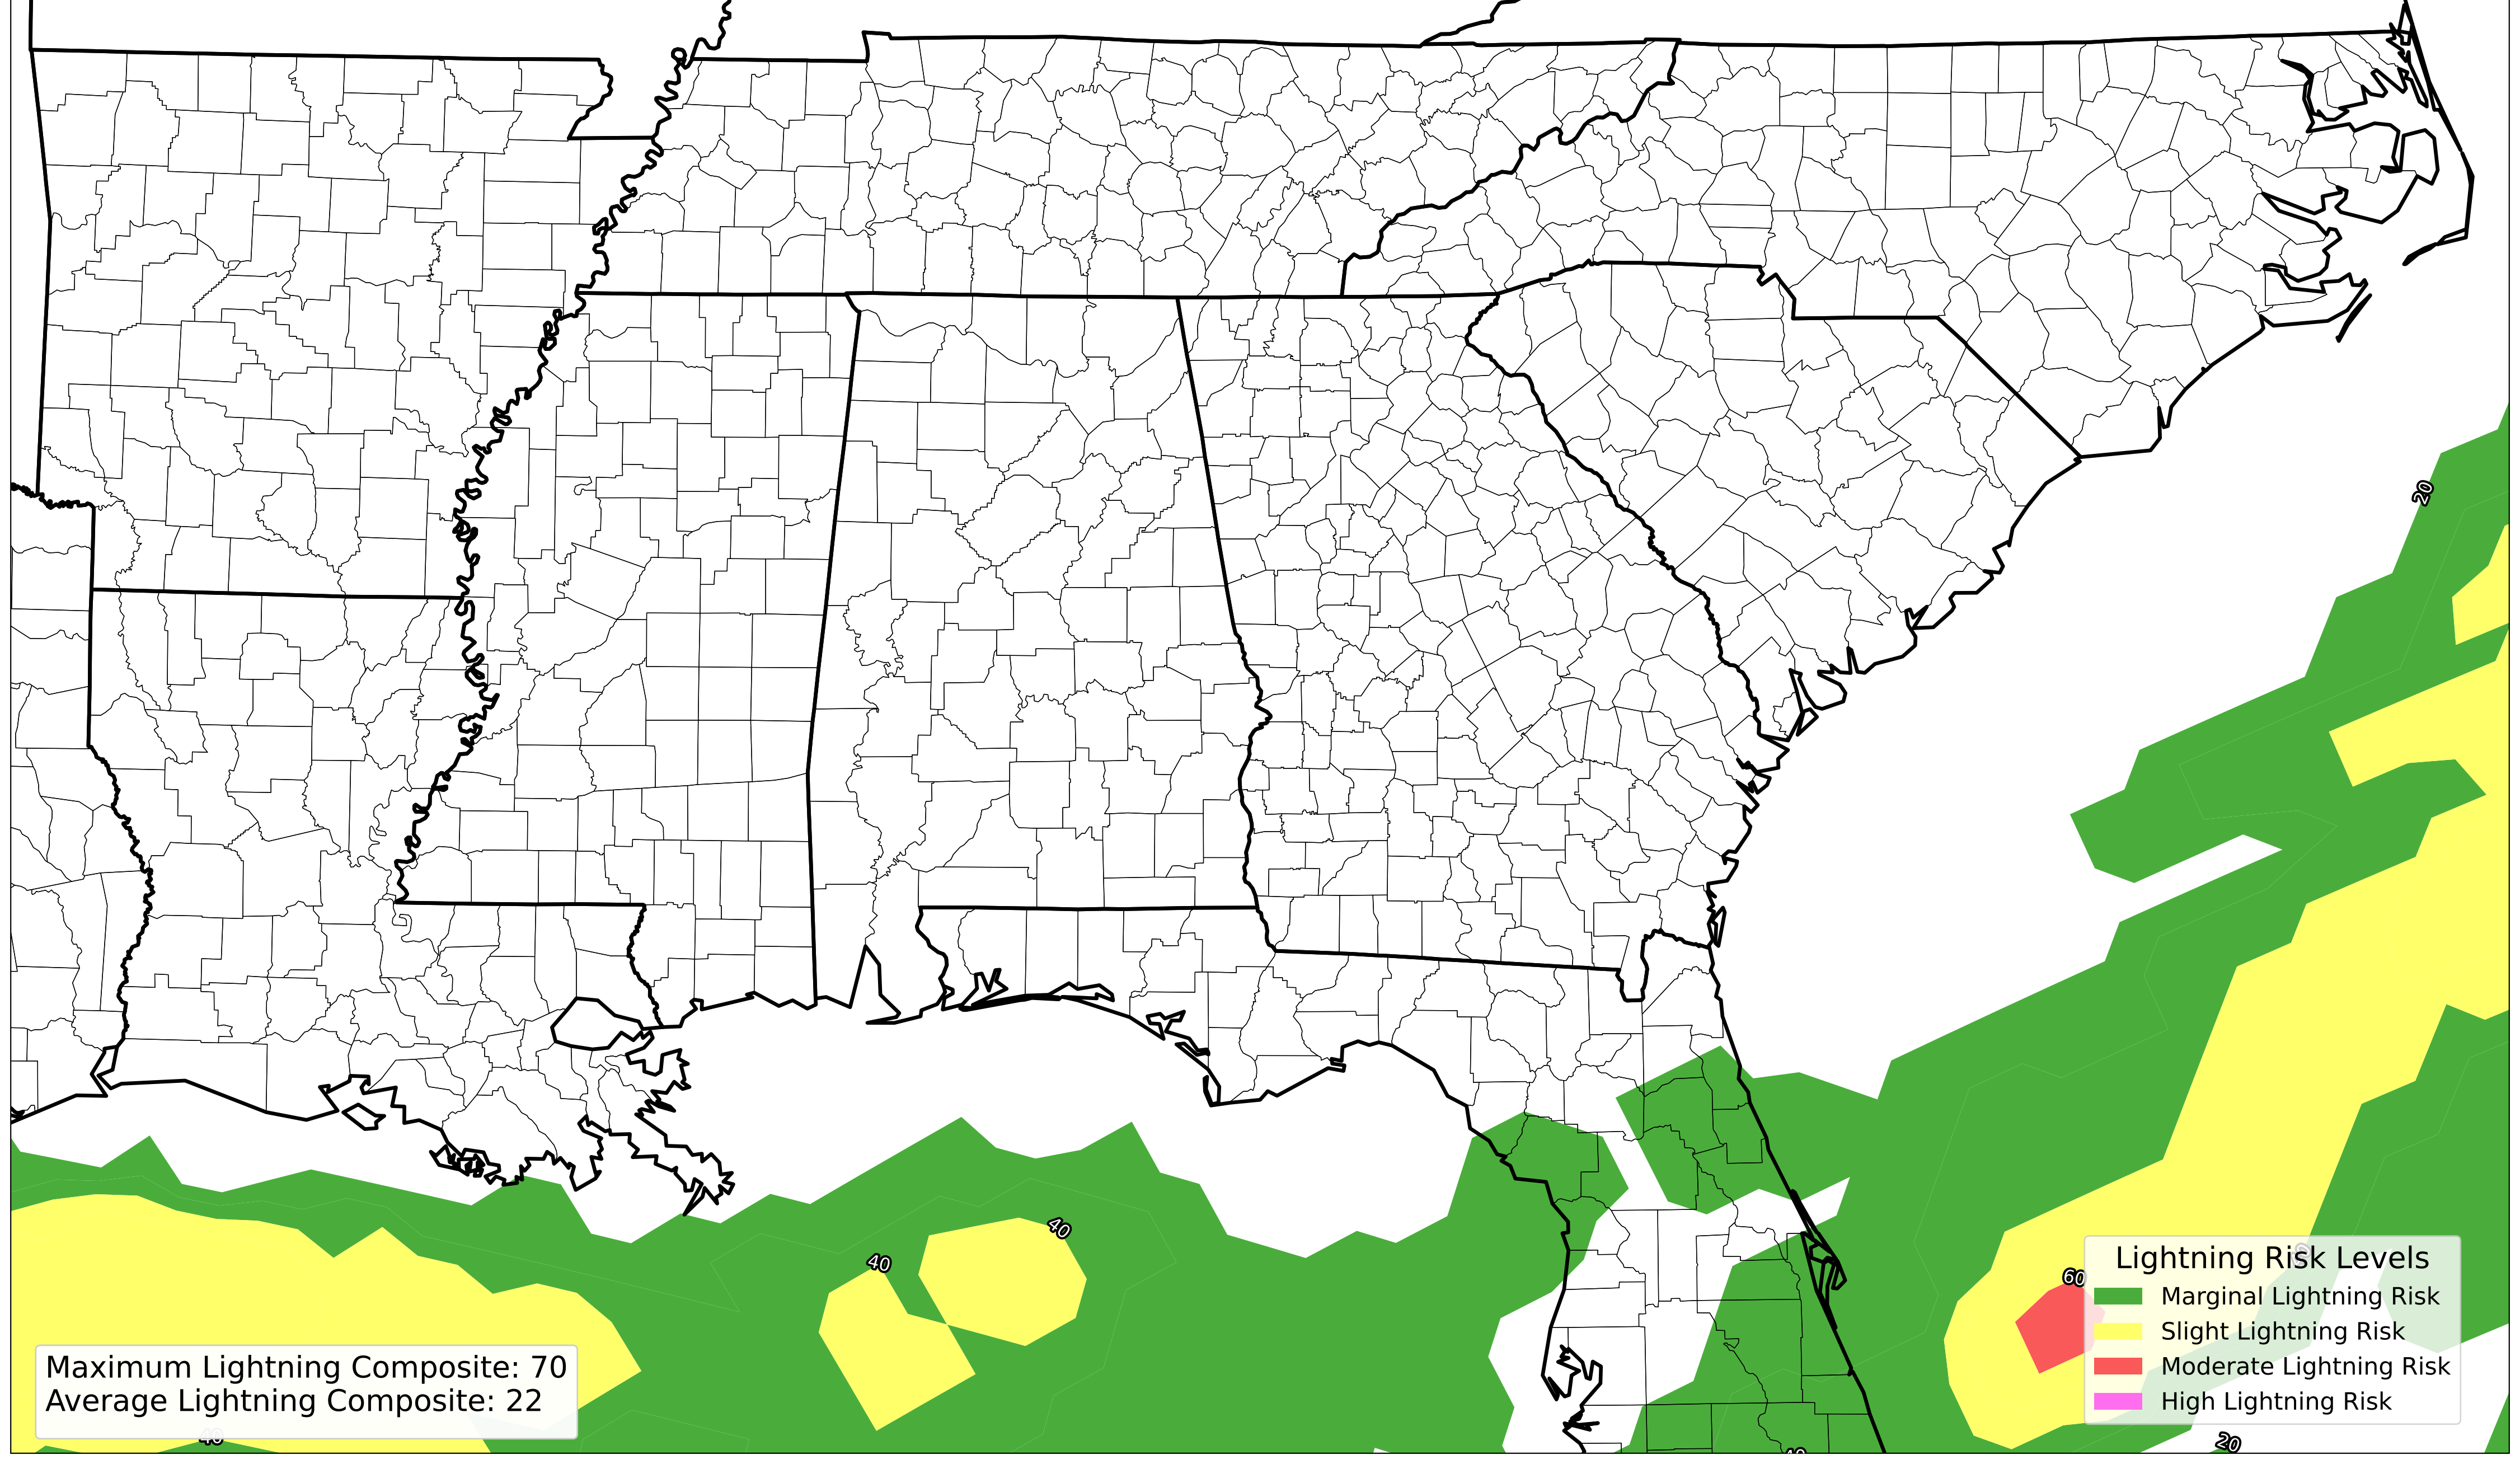 20
40
40
60
Lightning Risk Levels
Marginal Lightning Risk
Slight Lightning Risk
Moderate Lightning Risk
High Lightning Risk
Maximum Lightning Composite: 70
Average Lightning Composite: 22
40
20